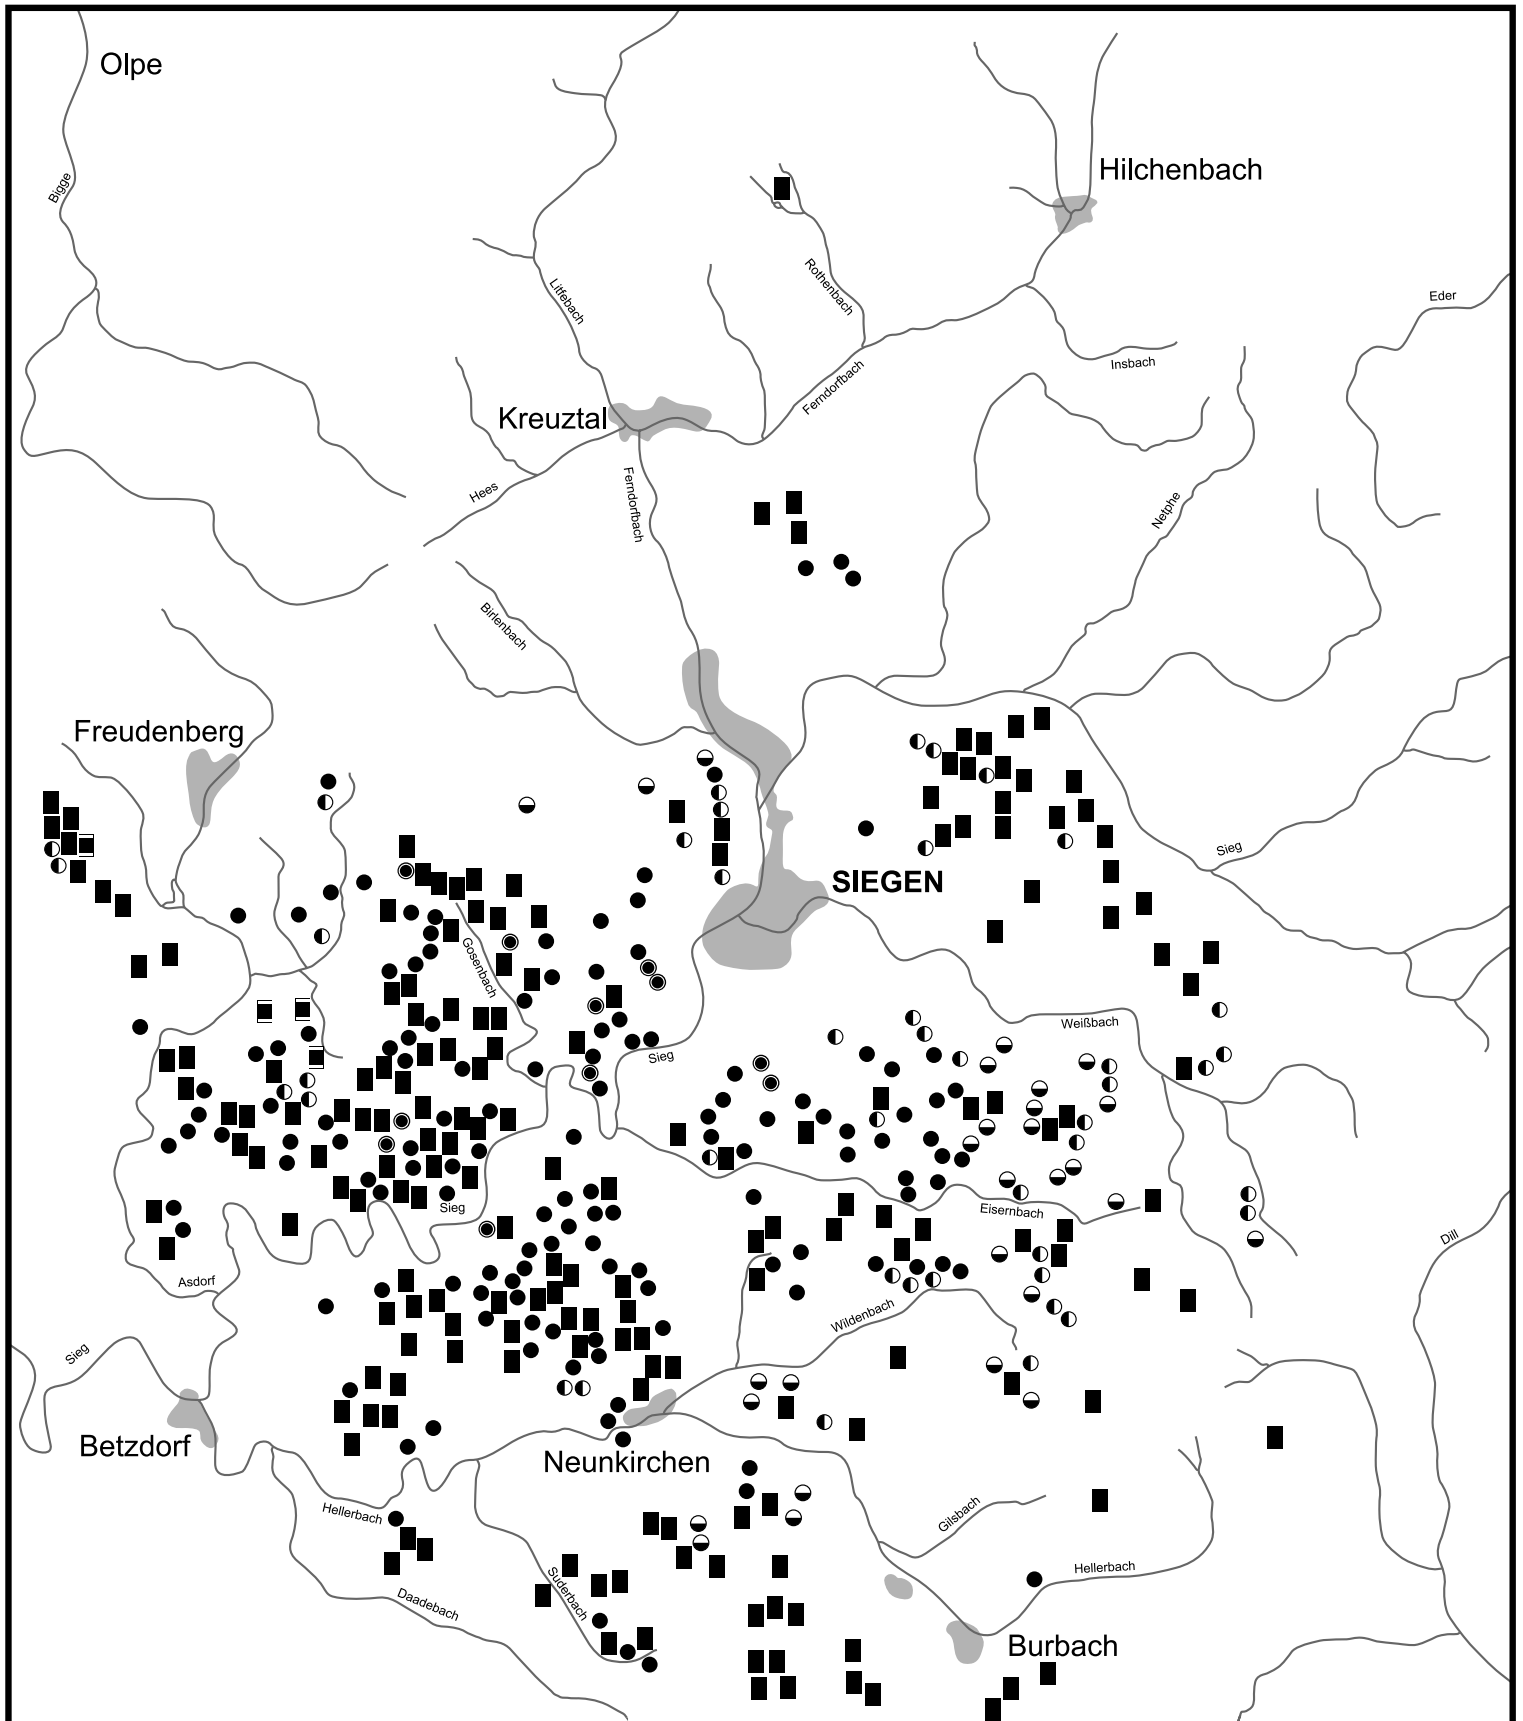 Olpe
Hilchenbach
Bigge
Rothenbach
Litfebach
Eder
Insbach
Ferndorfbach
Kreuztal
Hees
Ferndorfbach
Netphe
Birlenbach
Freudenberg
Sieg
SIEGEN
Gosenbach
Weißbach
Sieg
Sieg
Eisernbach
Dill
Asdorf
Wildenbach
Sieg
Betzdorf
Neunkirchen
Hellerbach
Gilsbach
Hellerbach
Suderbach
Daadebach
Burbach